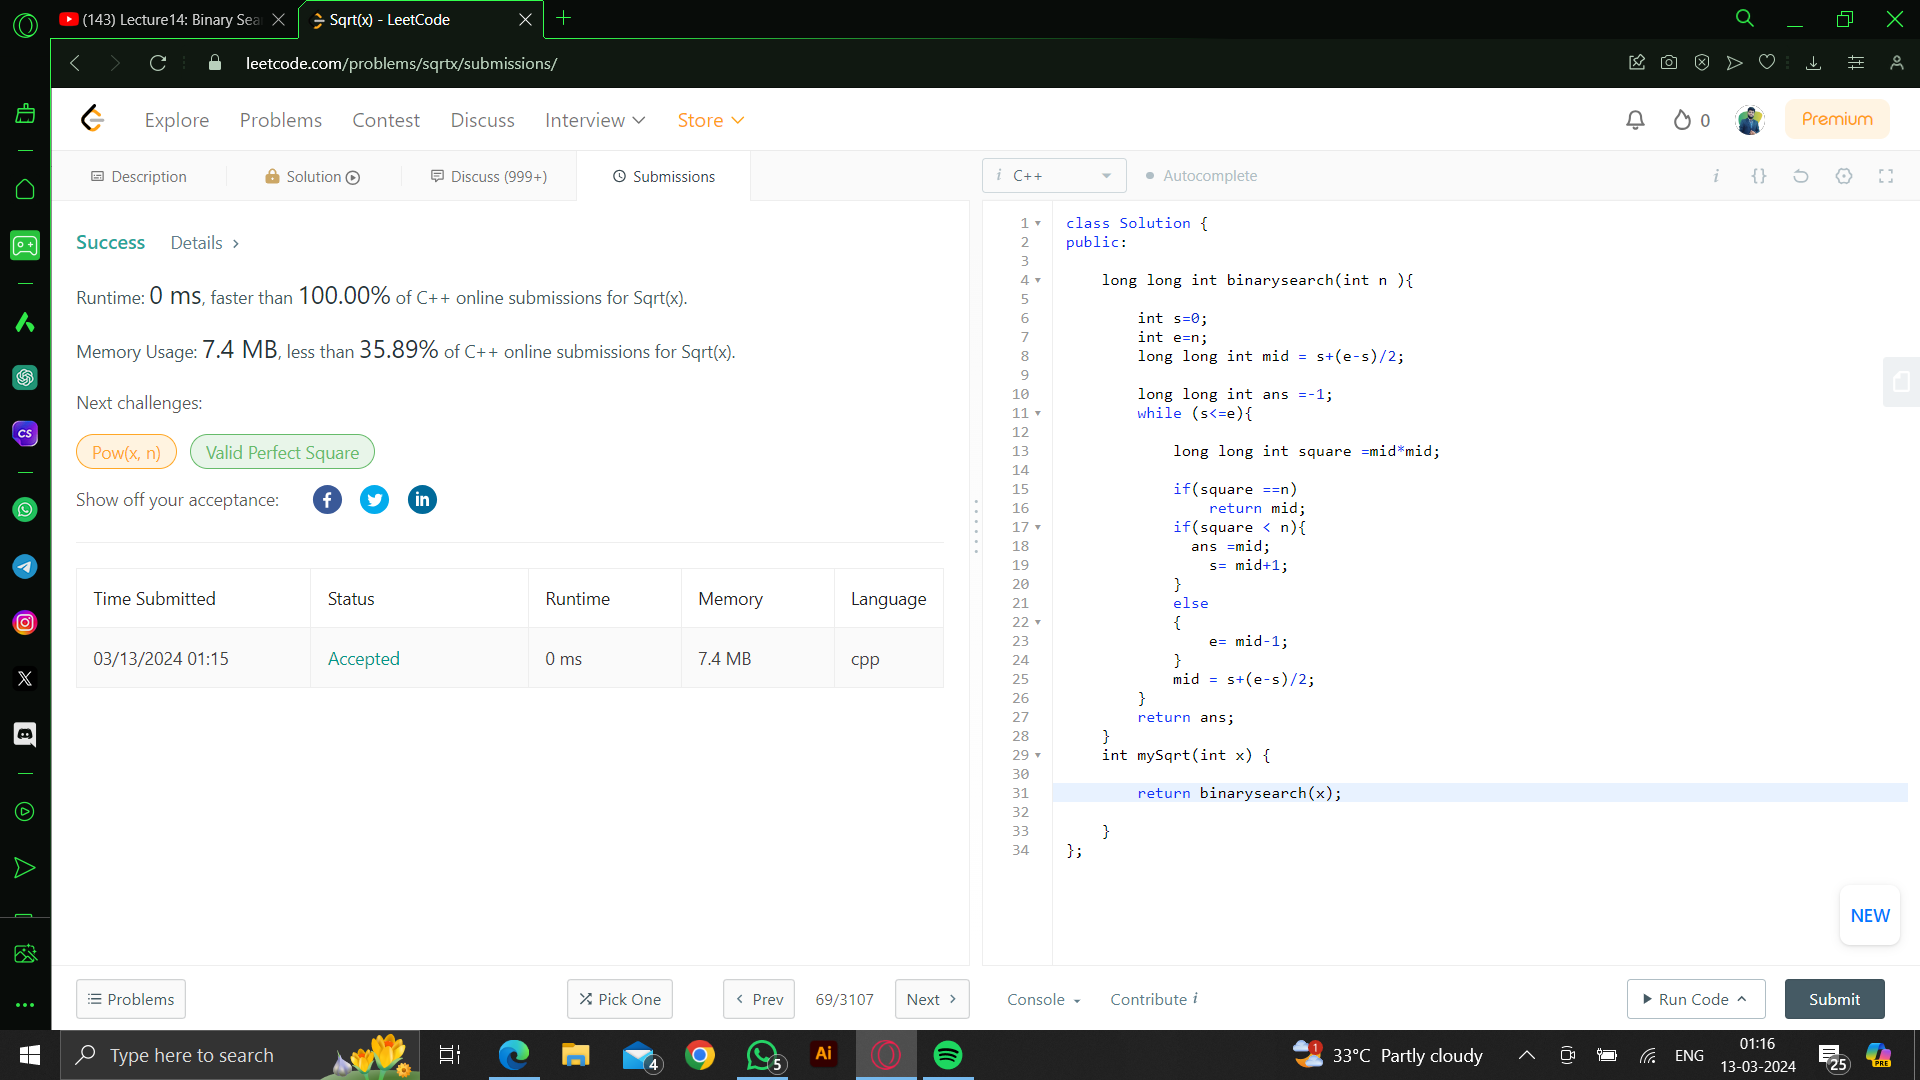 (143) Lecture14: Binary Sea
Sqrt(x) - LeetCode
leetcode.com/problems/sqrtx/submissions/
Explore
Problems
Contest
Discuss
Interview
Store
0
Premium
Description
Solution
Discuss (999+)
Submissions
i C++
Autocomplete
i {}
Success
Details >
Runtime: 0 ms, faster than 100.00% of C++ online submissions for Sqrt(x).
Memory Usage: 7.4 MB, less than 35.89% of C++ online submissions for Sqrt(x).
Next challenges:
Pow(x, n)
Valid Perfect Square
Show off your acceptance:
f
in
Time Submitted
Status
Runtime
Memory
Language
03/13/2024 01:15
Accepted
0 ms
7.4 MB
cpp
1 class Solution {
2 public:
3
4 long long int binarysearch(int n ){
5
6 int s=0;
7 int e=n;
8 long long int mid = s+(e-s)/2;
9
10 long long int ans =-1;
11 while (s<=e){
12
13 long long int square =mid*mid;
14
15 if(square ==n)
16 return mid;
17 if(square < n){
18 ans =mid;
19 s= mid+1;
20 }
21 else
22 {
23 e= mid-1;
24 }
25 mid = s+(e-s)/2;
26 }
27 return ans;
28 }
29 int mySqrt(int x) {
30
31 return binarysearch(x);
32
33 }
34 };
NEW
CS
Problems
Pick One
< Prev
69/3107
Next >
Console
Contribute i
Run Code
Submit
Type here to search
4
5
Ai
1
33°C Partly cloudy
ENG
01:16
13-03-2024
25
PRE